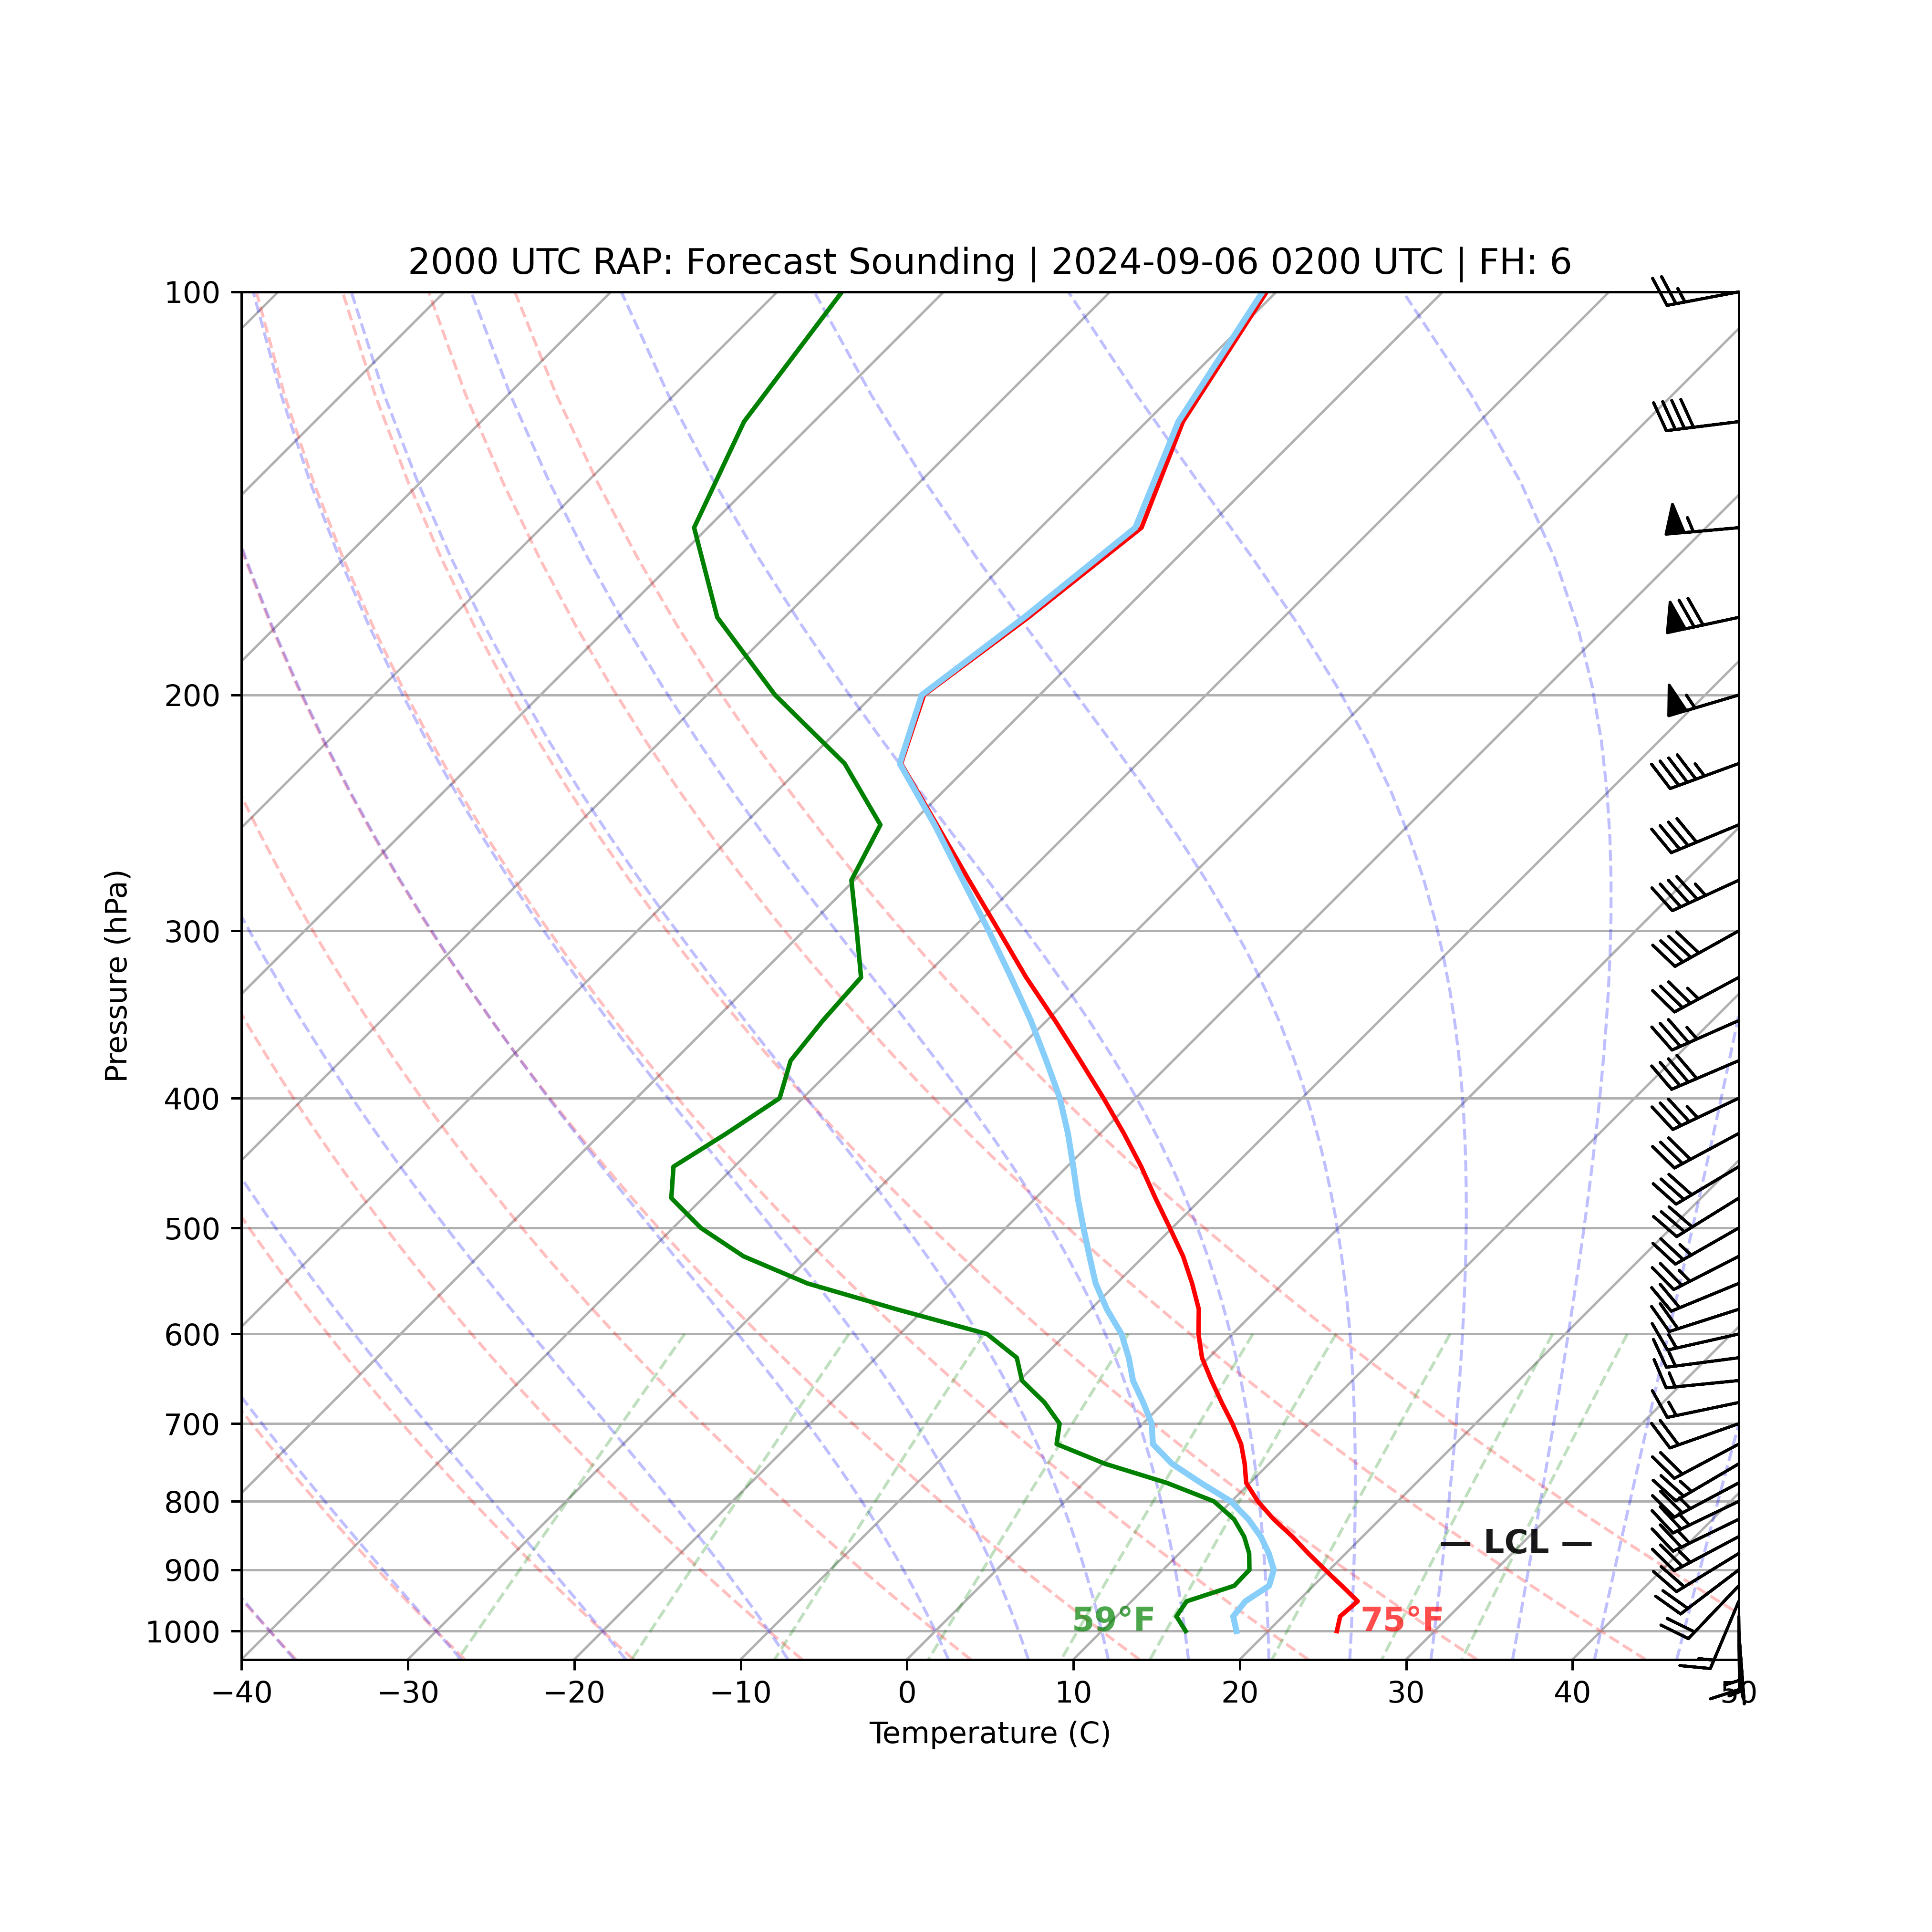 2000 UTC RAP: Forecast Sounding | 2024-09-06 0200 UTC | FH: 6
100
200
300
400
500
600
700
800
900
1000
Pressure (hPa)
— LCL —
59°F
75°F
−40 −30 −20 −10 0 10 20 30 40 50
Temperature (C)